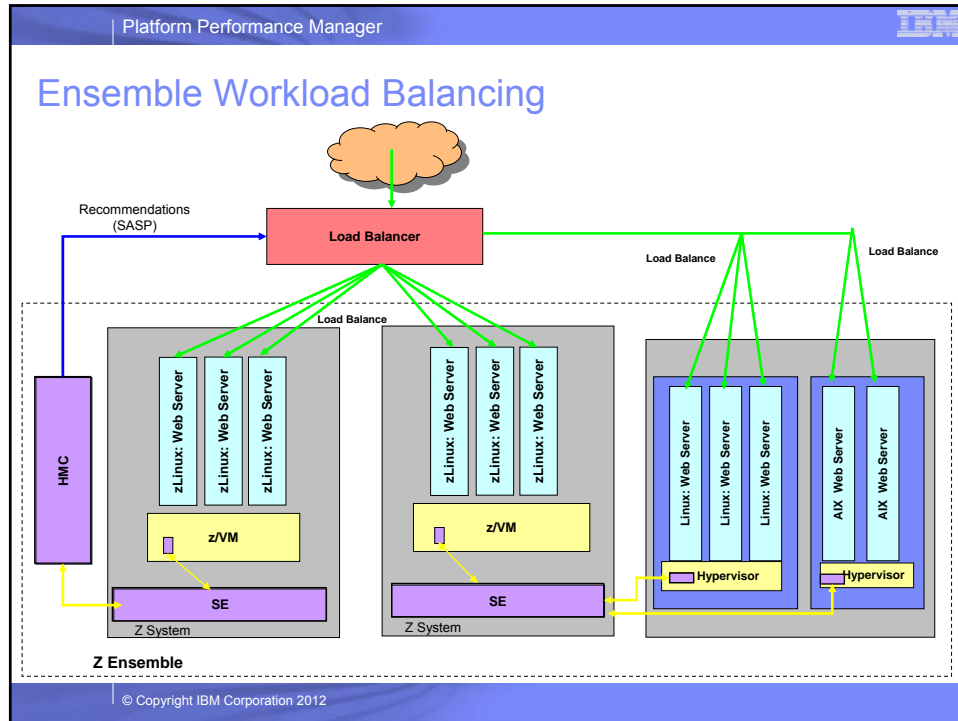 Platform Performance Manager
IBM
Ensemble Workload Balancing
Recommendations
(SASP)
Load Balancer
Load Balance
Load Balance
Load Balance
HMC
zLinux: Web Server
zLinux: Web Server
zLinux: Web Server
z/VM
SE
Z System
zLinux: Web Server
zLinux: Web Server
zLinux: Web Server
z/VM
SE
Z System
Linux: Web Server
Linux: Web Server
Linux: Web Server
Hypervisor
AIX Web Server
AIX Web Server
Hypervisor
Z Ensemble
© Copyright IBM Corporation 2012